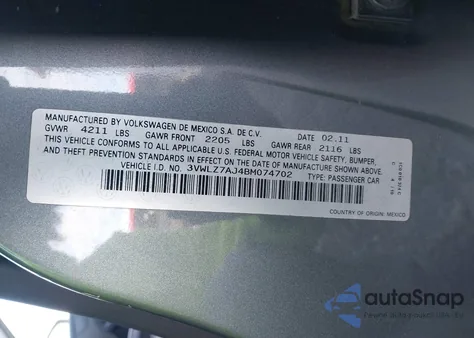 MANUFACTURED BY VOLKSWAGEN DE MEXICO S.A. DE C.V. DATE 02.11
GVWR 4211 LBS GAWR FRONT 2205 LBS GAWR REAR 2116 LBS
THIS VEHICLE CONFORMS TO ALL APPLICABLE U.S. FEDERAL MOTOR VEHICLE SAFETY, BUMPER,
AND THEFT PREVENTION STANDARDS IN EFFECT ON THE DATE OF MANUFACTURE SHOWN ABOVE.
VEHICLE I.D. NO. 3VWLZ7AJ4BM074702 TYPE: PASSENGER CAR
COUNTRY OF ORIGIN: MEXICO
autoSnap